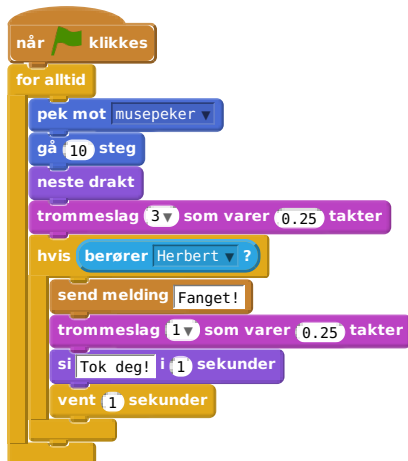 når klikkes
for alltid
pek mot musepeker
gå 10 steg
neste drakt
trommeslag 3 som varer 0.25 takter
hvis berører Herbert ?
send melding Fanget!
trommeslag 1 som varer 0.25 takter
si Tok deg! i 1 sekunder
vent 1 sekunder